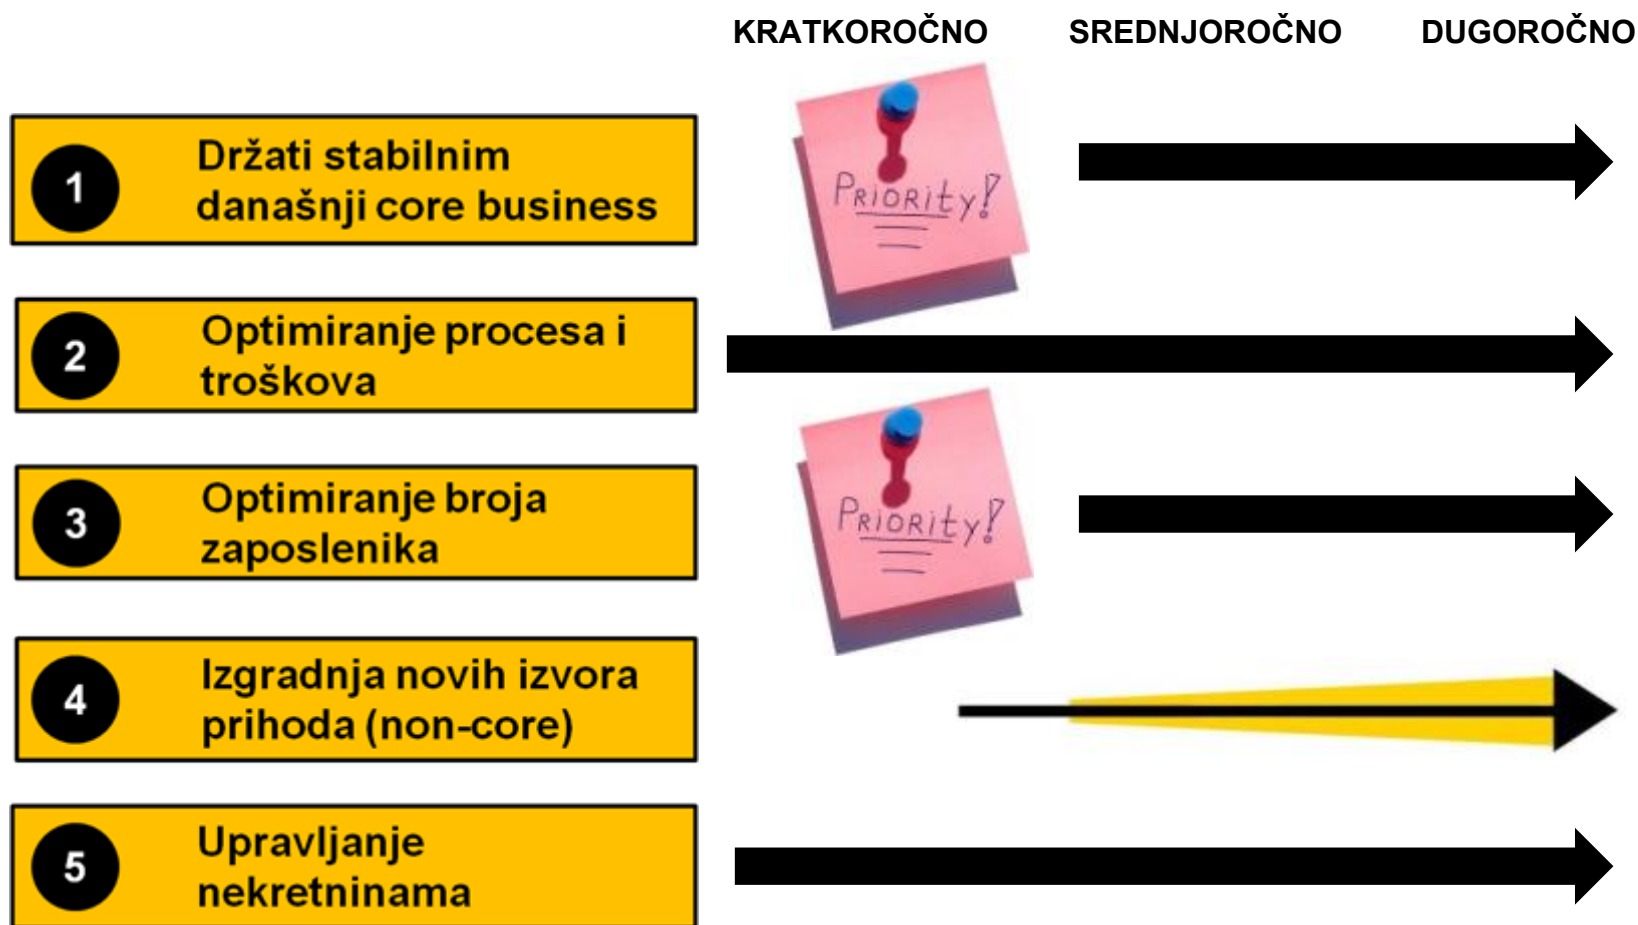 KRATKOROČNO SREDNJOROČNO DUGOROČNO
1 Držati stabilnim
današnji core business
PRIORITY!
2 Optimiranje procesa i
troškova
3 Optimiranje broja
zaposlenika
PRIORITY!
4 Izgradnja novih izvora
prihoda (non-core)
5 Upravljanje
nekretninama